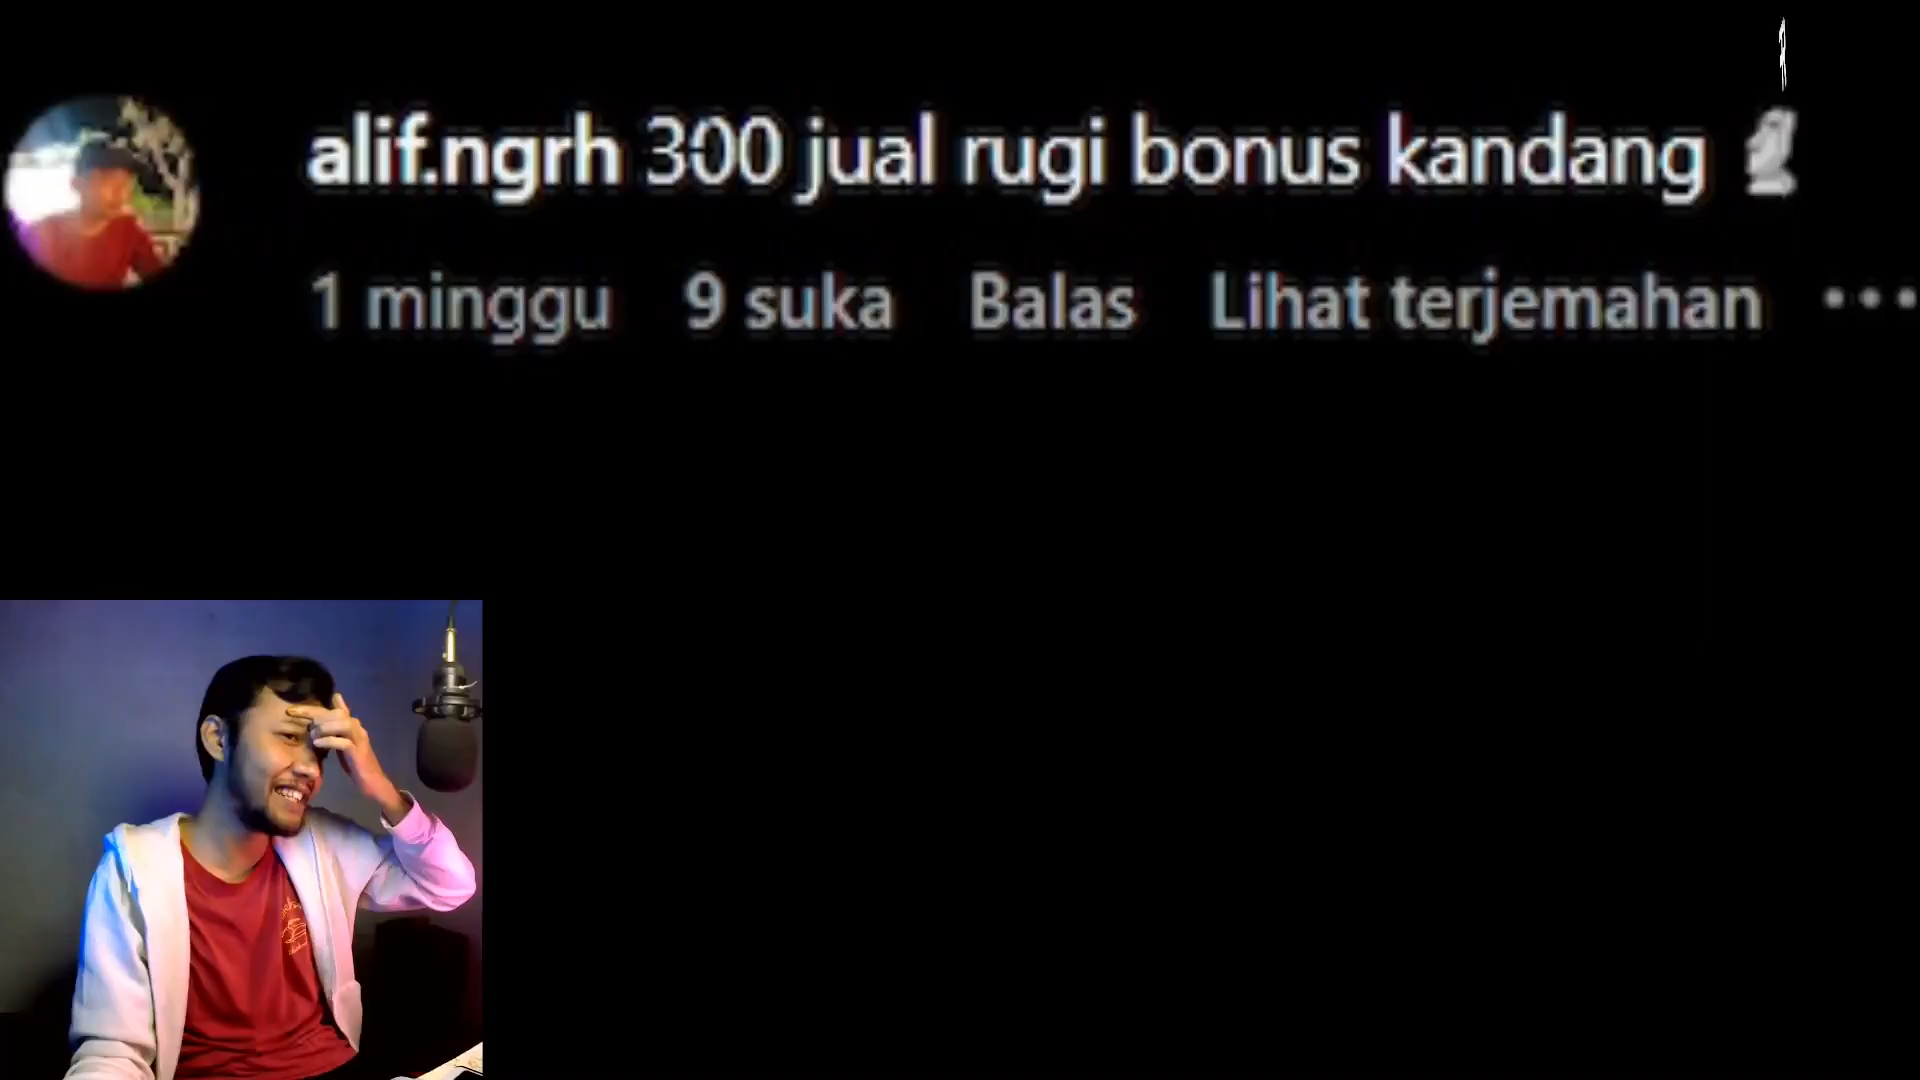 alif.ngrh 300 jual rugi bonus kandang 🗿
1 minggu 9 suka Balas Lihat terjemahan •••